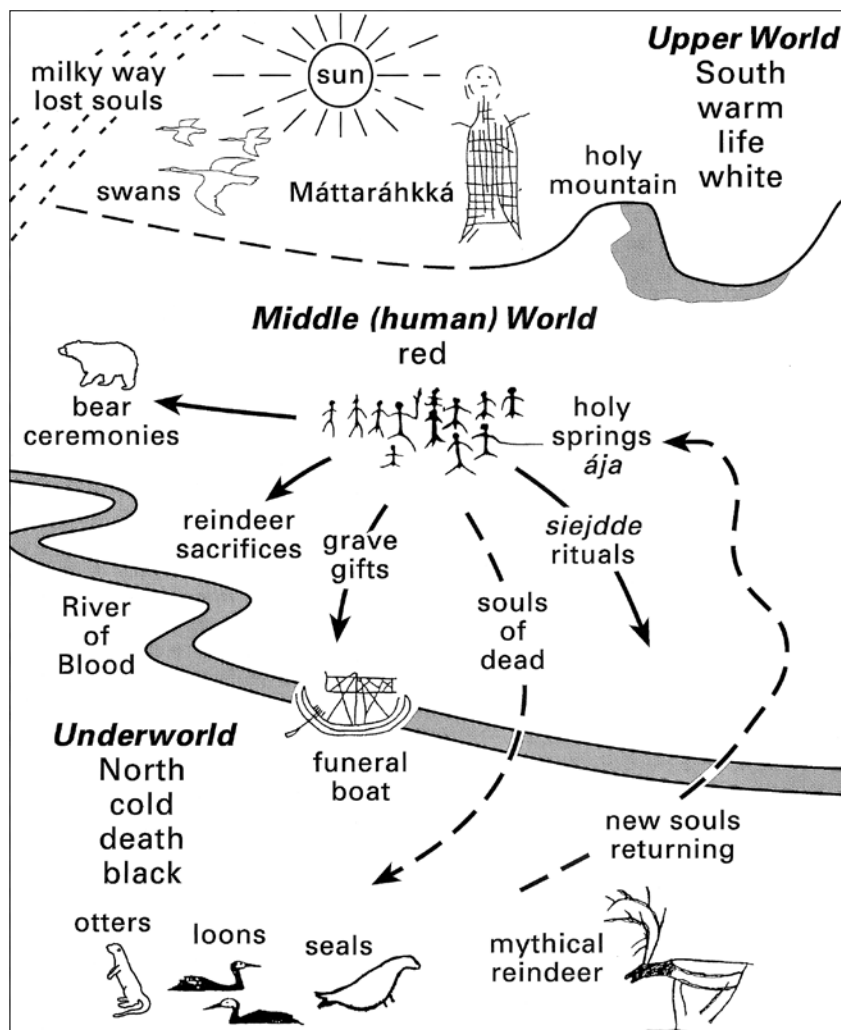 Upper World
South
warm
life
white
milky way
lost souls
sun
swans
Máttaráhkká
holy
mountain
Middle (human) World
red
bear
ceremonies
holy
springs
ája
reindeer
sacrifices
grave
gifts
siejdde
rituals
souls
of
dead
River
of
Blood
Underworld
North
cold
death
black
funeral
boat
new souls
returning
otters
loons
seals
mythical
reindeer